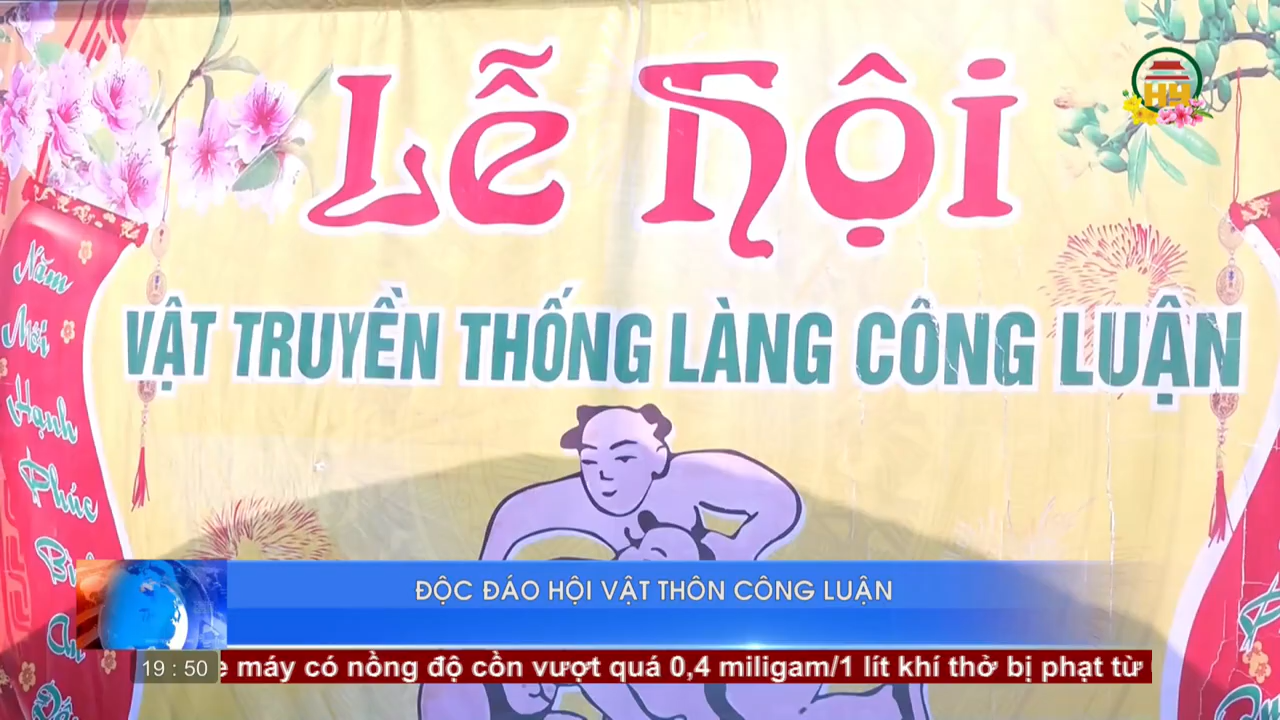 Lễ Hội
HY
VẬT TRUYỀN THỐNG LÀNG CÔNG LUẬN
Năm
Mới
Hạnh
Phúc
ĐỘC ĐÁO HỘI VẬT THÔN CÔNG LUẬN
19 : 50
máy có nồng độ cồn vượt quá 0,4 miligam/1 lít khí thở bị phạt từ